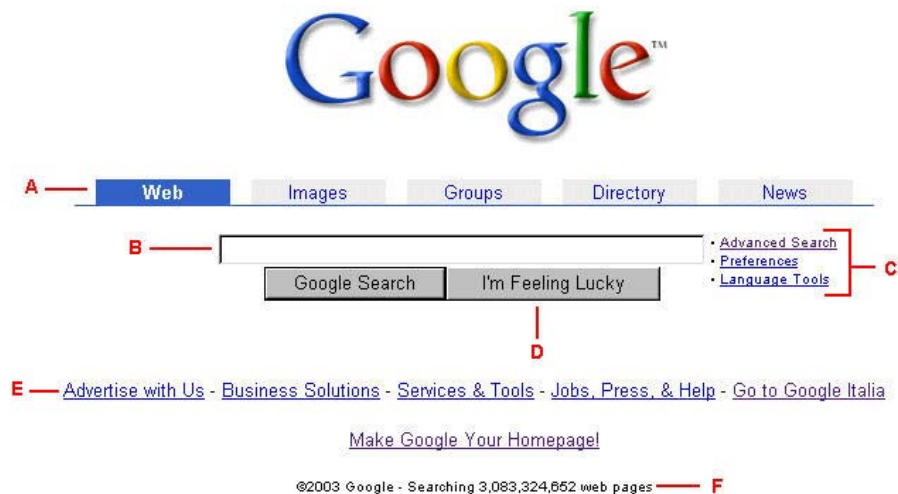 Google™
A Web Images Groups Directory News
B
• Advanced Search
• Preferences
• Language Tools
C
Google Search I'm Feeling Lucky
D
E Advertise with Us - Business Solutions - Services & Tools - Jobs, Press, & Help - Go to Google Italia
Make Google Your Homepage!
©2003 Google - Searching 3,083,324,652 web pages F